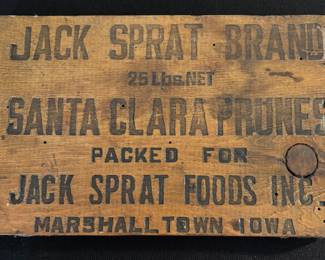 JACK SPRAT BRAND
25 Lbs. NET
SANTA CLARA PRUNES
PACKED FOR
JACK SPRAT FOODS INC.
MARSHALLTOWN IOWA